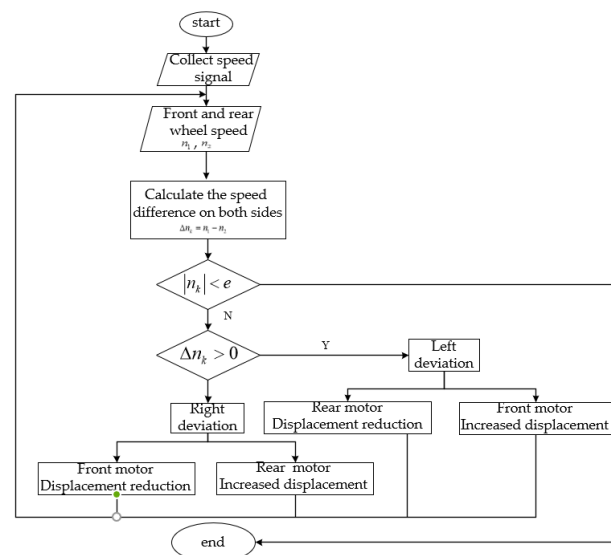 start
Collect speed
signal
Front and rear
wheel speed
n₁ , n₂
Calculate the speed
difference on both sides
Δnₖ = n₁ − n₂
|nₖ| < e
N
Δnₖ > 0
Y
Left
deviation
Right
deviation
Rear motor
Displacement reduction
Front motor
Increased displacement
Front motor
Displacement reduction
Rear motor
Increased displacement
end